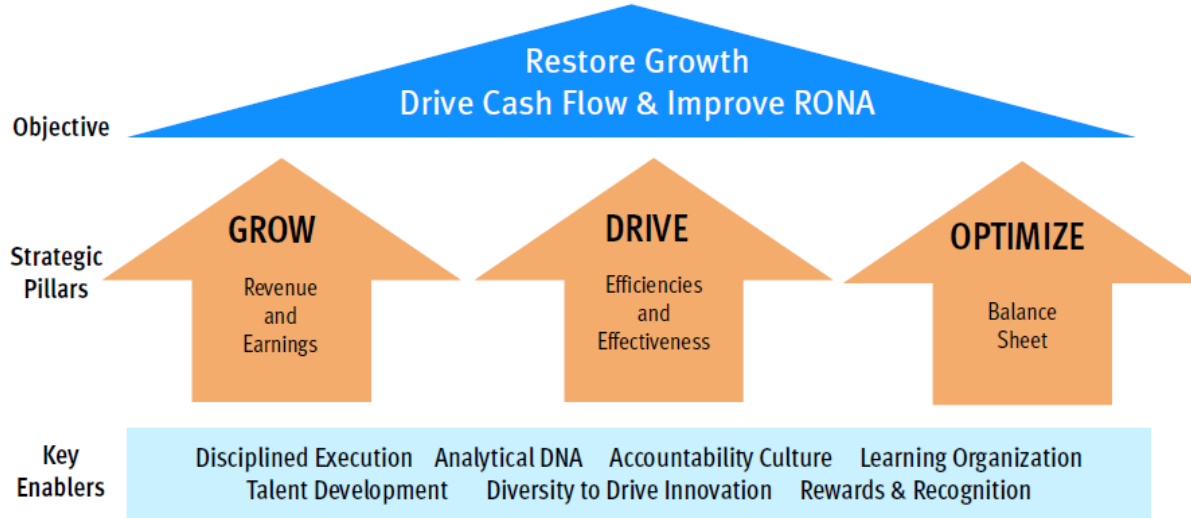 Restore Growth
Drive Cash Flow & Improve RONA
Objective
GROW
Revenue
and
Earnings
DRIVE
Efficiencies
and
Effectiveness
OPTIMIZE
Balance
Sheet
Strategic
Pillars
Key
Enablers
Disciplined Execution Analytical DNA Accountability Culture Learning Organization
Talent Development Diversity to Drive Innovation Rewards & Recognition